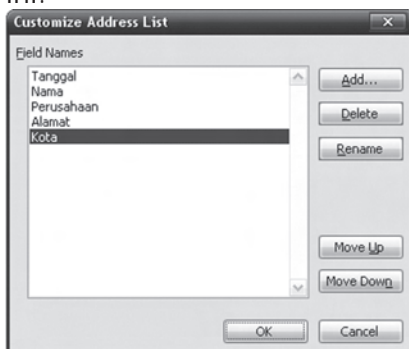 Customize Address List
Field Names
Tanggal
Nama
Perusahaan
Alamat
Kota
Add...
Delete
Rename
Move Up
Move Down
OK
Cancel